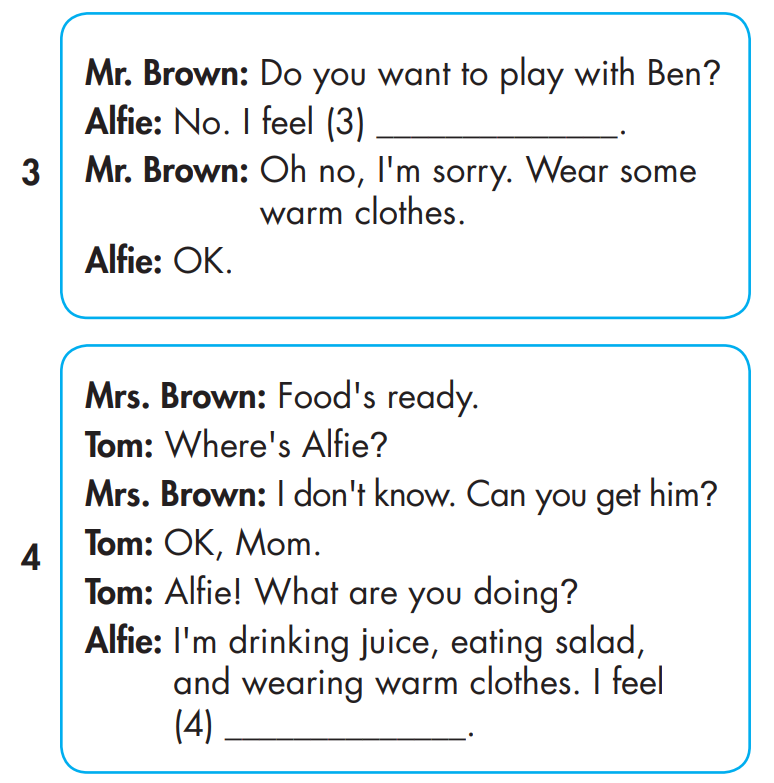 Mr. Brown: Do you want to play with Ben?
Alfie: No. I feel (3) ______________.
3
Mr. Brown: Oh no, I'm sorry. Wear some
warm clothes.
Alfie: OK.
Mrs. Brown: Food's ready.
Tom: Where's Alfie?
Mrs. Brown: I don't know. Can you get him?
4
Tom: OK, Mom.
Tom: Alfie! What are you doing?
Alfie: I'm drinking juice, eating salad,
and wearing warm clothes. I feel
(4) ______________.